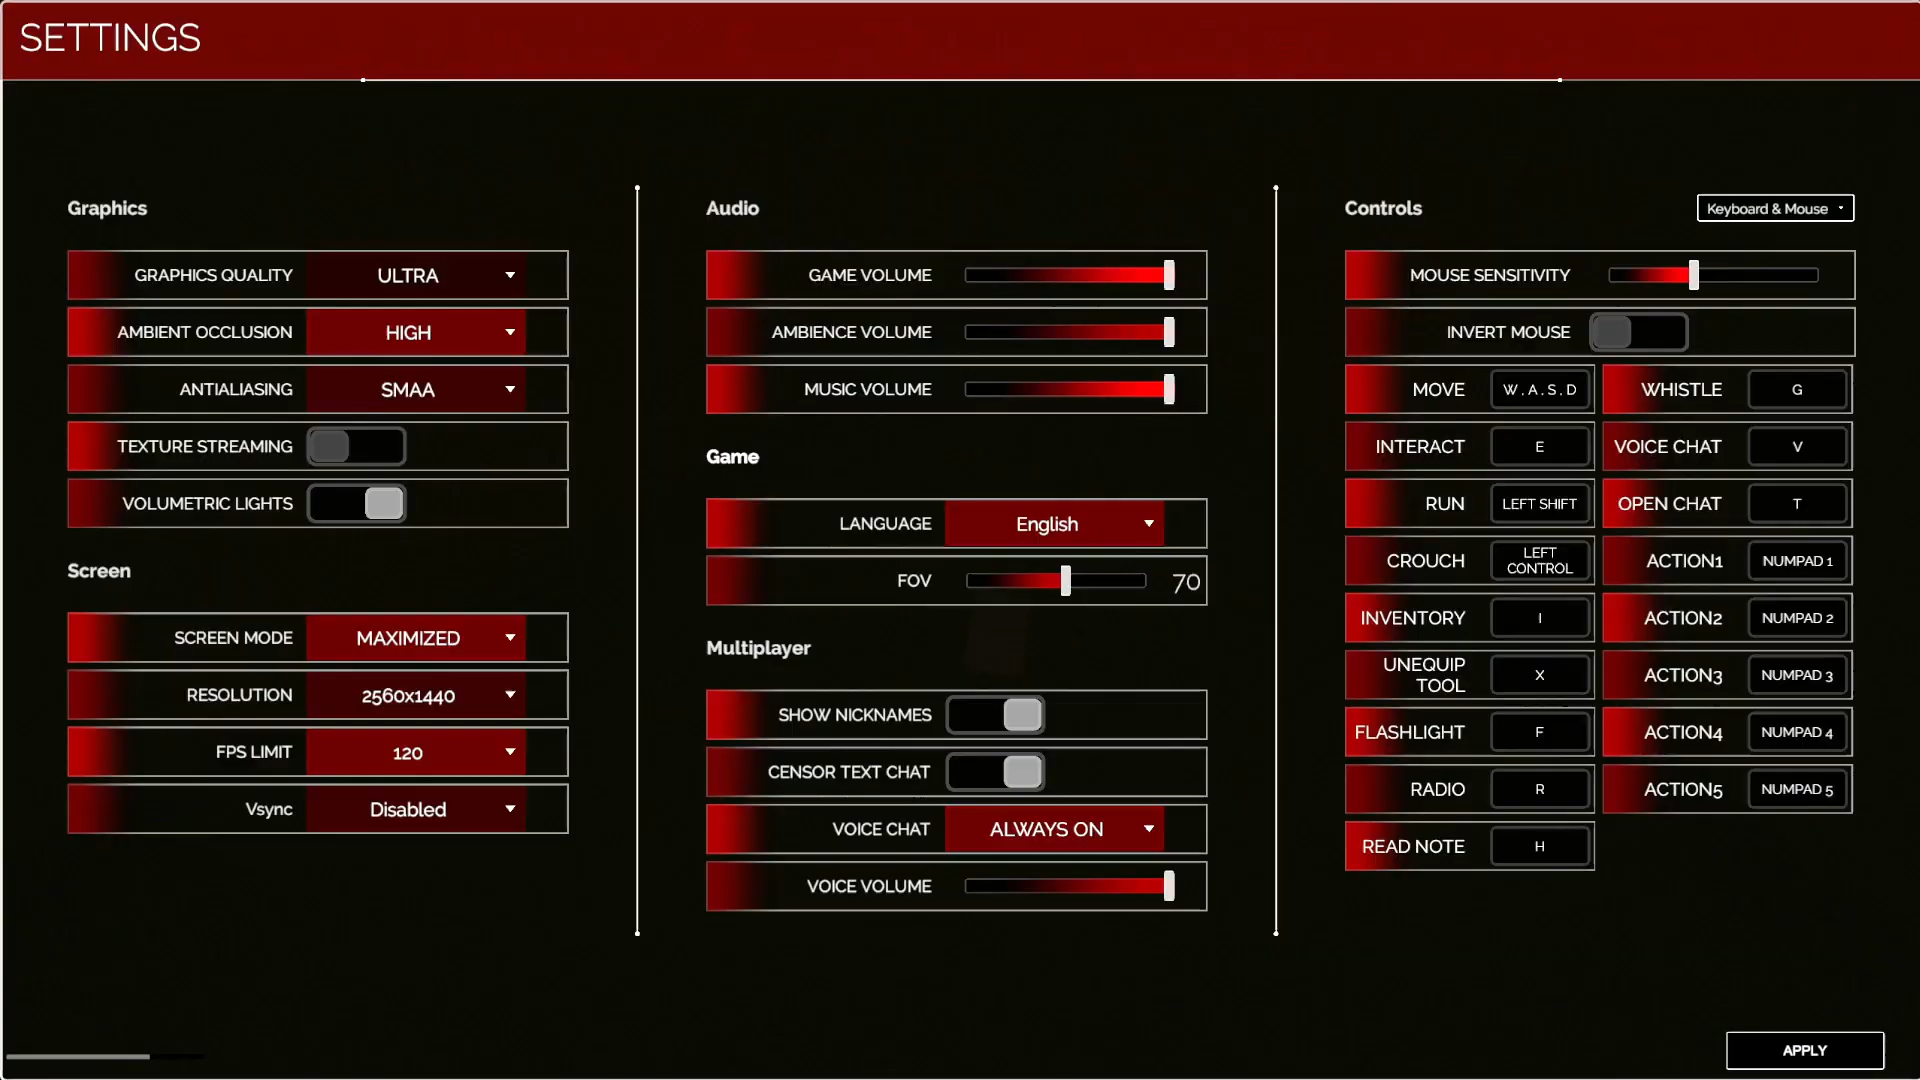 SETTINGS
Graphics
GRAPHICS QUALITY ULTRA
AMBIENT OCCLUSION HIGH
ANTIALIASING SMAA
TEXTURE STREAMING
VOLUMETRIC LIGHTS
Screen
SCREEN MODE MAXIMIZED
RESOLUTION 2560x1440
FPS LIMIT 120
Vsync Disabled
Audio
GAME VOLUME
AMBIENCE VOLUME
MUSIC VOLUME
Game
LANGUAGE English
FOV 70
Multiplayer
SHOW NICKNAMES
CENSOR TEXT CHAT
VOICE CHAT ALWAYS ON
VOICE VOLUME
Controls Keyboard & Mouse
MOUSE SENSITIVITY
INVERT MOUSE
MOVE W . A . S . D WHISTLE G
INTERACT E VOICE CHAT V
RUN LEFT SHIFT OPEN CHAT T
CROUCH LEFT CONTROL ACTION1 NUMPAD 1
INVENTORY I ACTION2 NUMPAD 2
UNEQUIP TOOL X ACTION3 NUMPAD 3
FLASHLIGHT F ACTION4 NUMPAD 4
RADIO R ACTION5 NUMPAD 5
READ NOTE H
APPLY